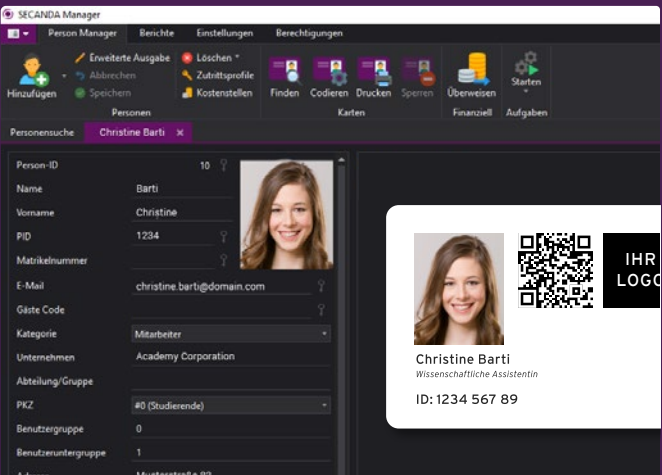 SECANDA Manager
Person Manager Berichte Einstellungen Berechtigungen
Hinzufügen
Erweiterte Ausgabe
Abbrechen
Speichern
Löschen
Zutrittsprofile
Kostenstellen
Finden Codieren Drucken Sperren
Überweisen
Starten
Personen Karten Finanziell Aufgaben
Personensuche Christine Barti ×
Person-ID 10
Name Barti
Vorname Christine
PID 1234
Matrikelnummer
E-Mail christine.barti@domain.com
Gäste Code
Kategorie Mitarbeiter
Unternehmen Academy Corporation
Abteilung/Gruppe
PKZ #0 (Studierende)
Benutzergruppe 0
Benutzeruntergruppe 1
IHR
LOGO
Christine Barti
Wissenschaftliche Assistentin
ID: 1234 567 89